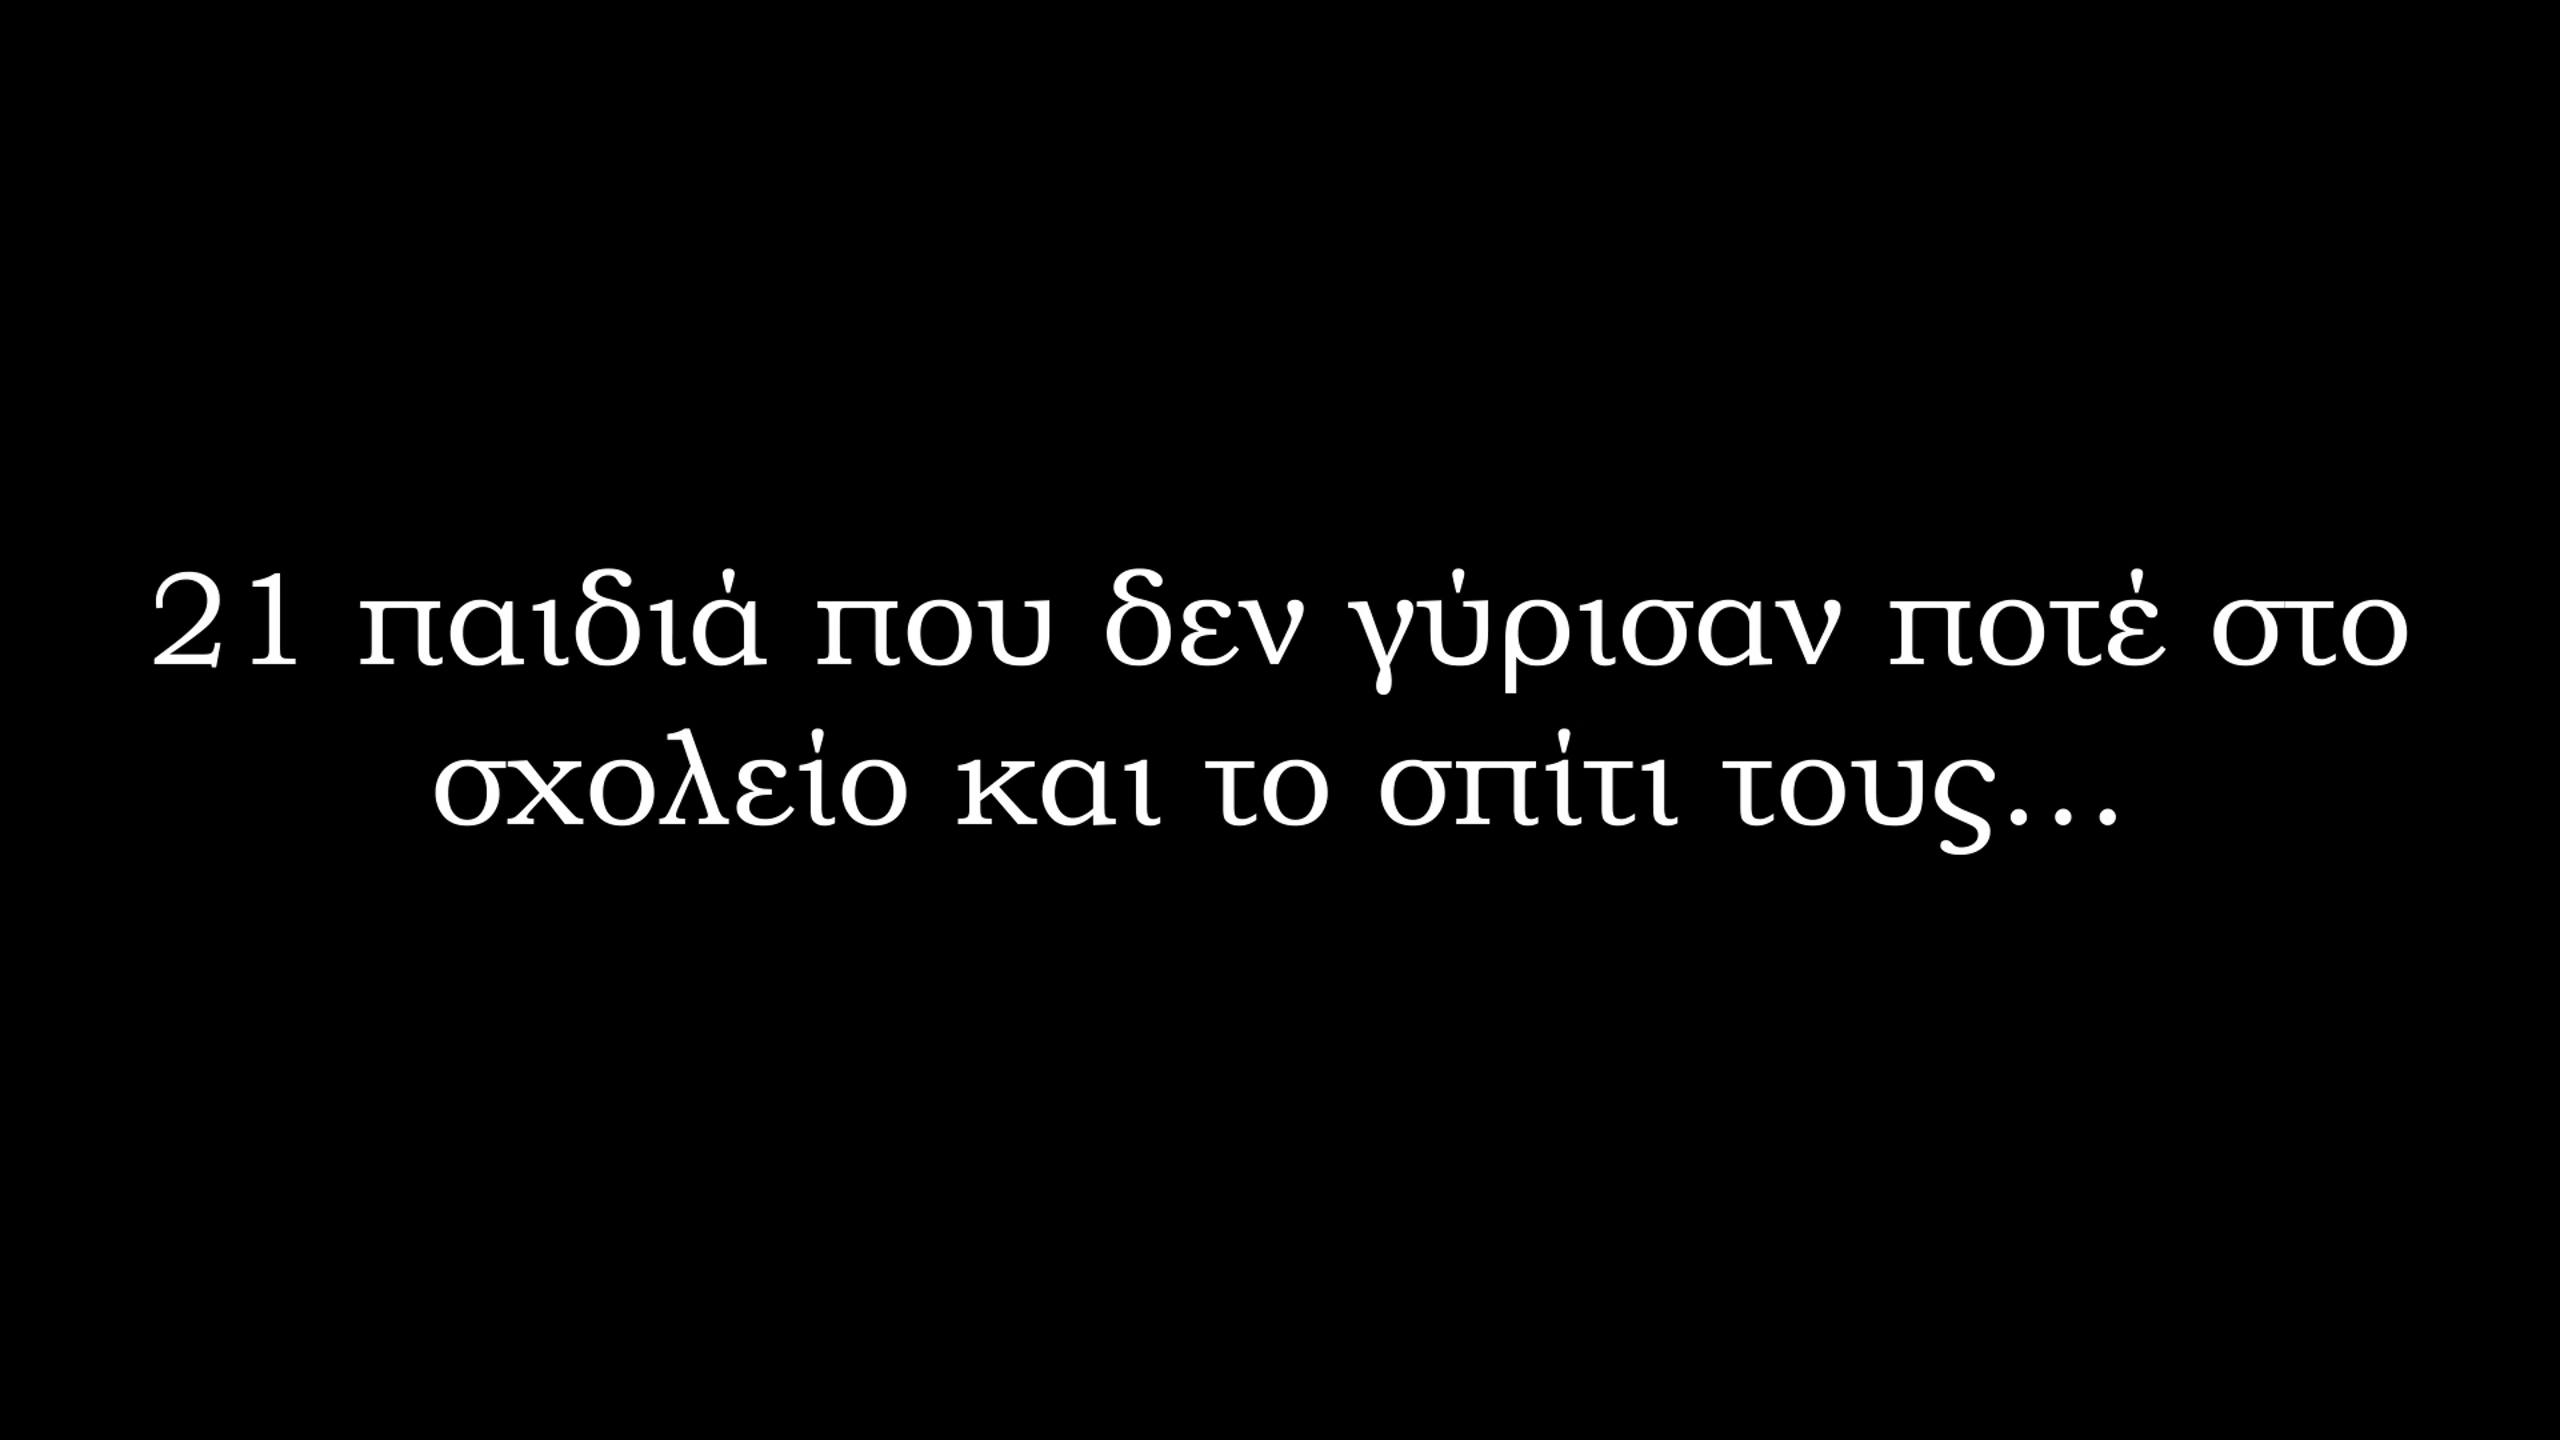 21 παιδιά που δεν γύρισαν ποτέ στο
σχολείο και το σπίτι τους...